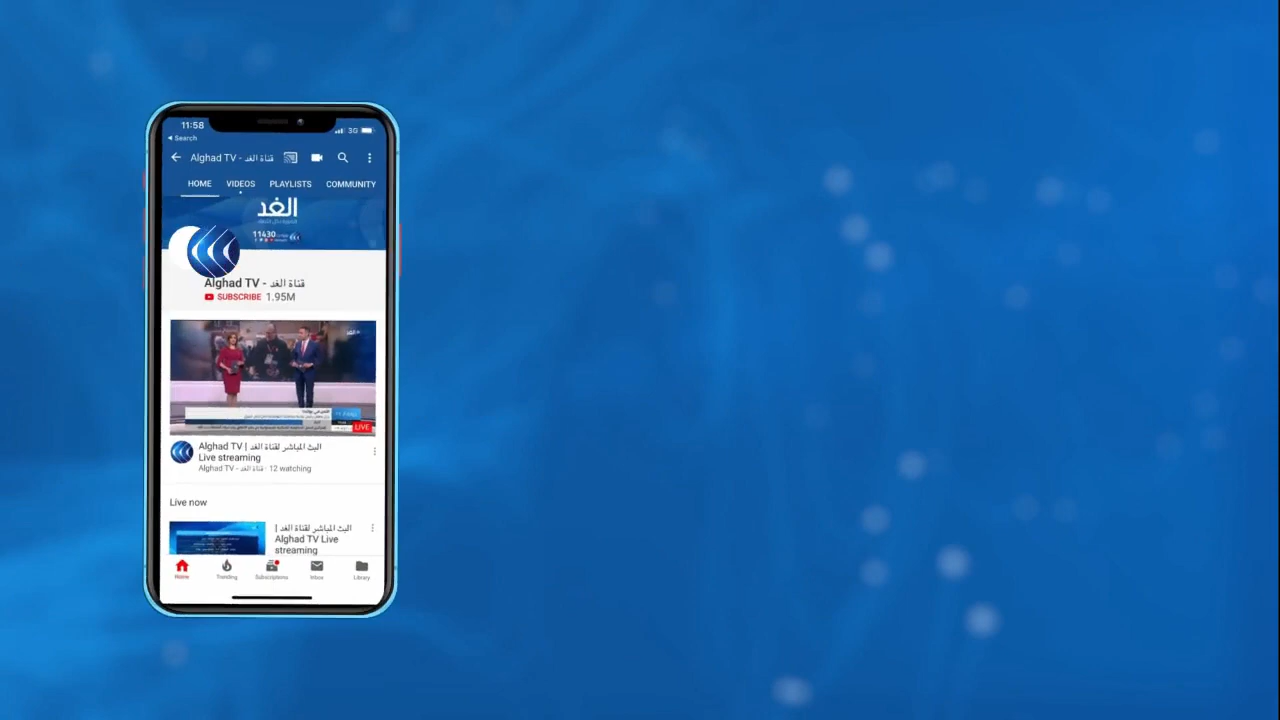 11:58
3G
Search
Alghad TV - قناة الغد
HOME VIDEOS PLAYLISTS COMMUNITY
الغد
11430
Alghad TV - قناة الغد
SUBSCRIBE 1.95M
الغد
LIVE
Alghad TV | البث المباشر لقناة الغد
Live streaming
Alghad TV - قناة الغد · 12 watching
Live now
البث المباشر لقناة الغد |
Alghad TV Live
streaming
Home Trending Subscriptions Inbox Library